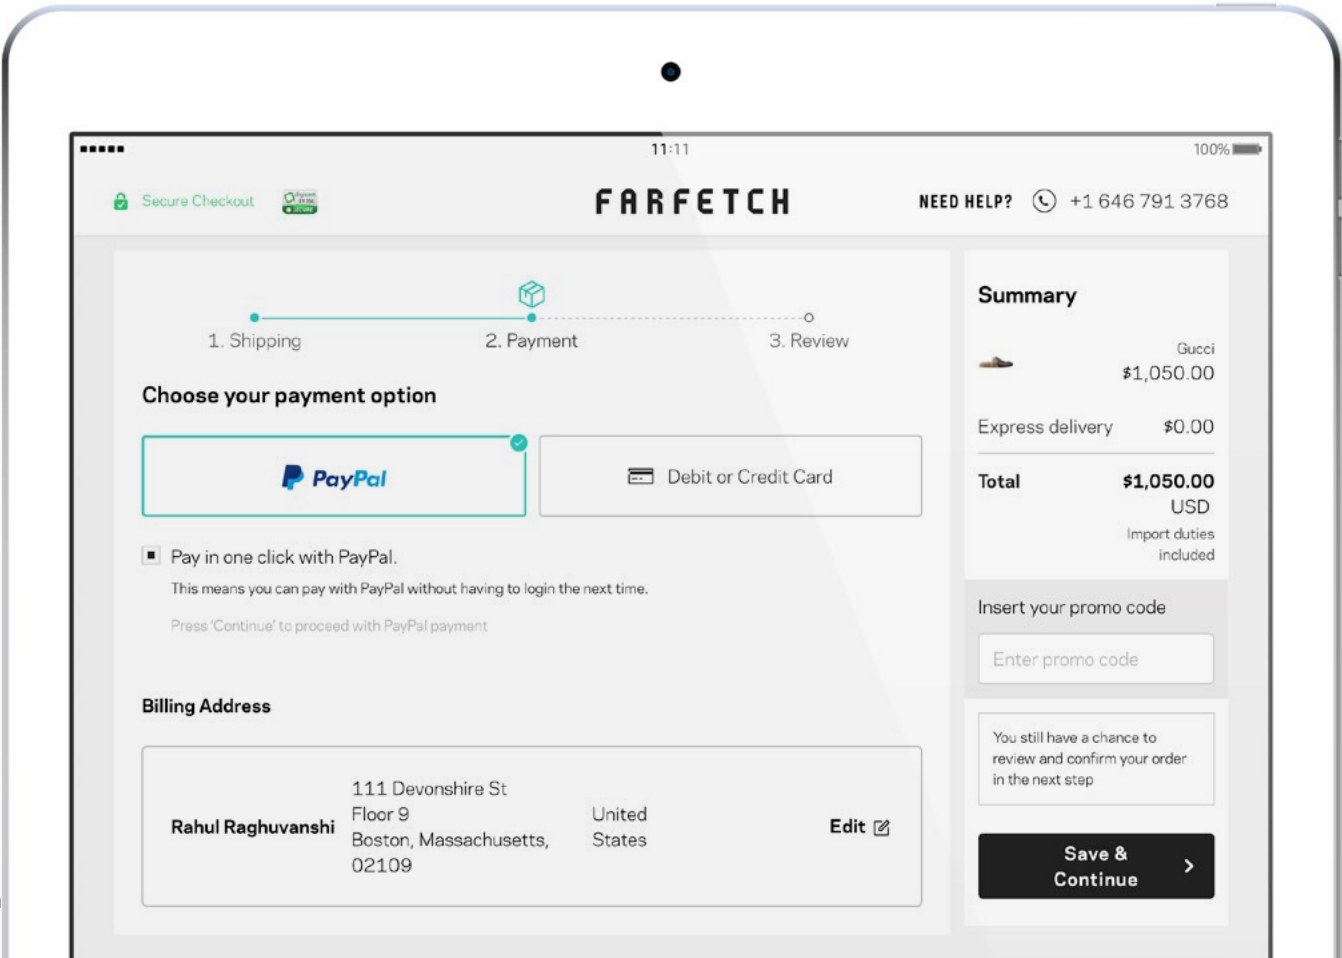 11:11
100%
Secure Checkout
FARFETCH
NEED HELP? +1 646 791 3768
1. Shipping
2. Payment
3. Review
Choose your payment option
PayPal
Debit or Credit Card
Pay in one click with PayPal.
This means you can pay with PayPal without having to login the next time.
Press 'Continue' to proceed with PayPal payment
Billing Address
Rahul Raghuvanshi
111 Devonshire St
Floor 9
Boston, Massachusetts,
02109
United
States
Edit
Summary
Gucci
$1,050.00
Express delivery $0.00
Total $1,050.00
USD
Import duties
included
Insert your promo code
Enter promo code
You still have a chance to
review and confirm your order
in the next step
Save &
Continue